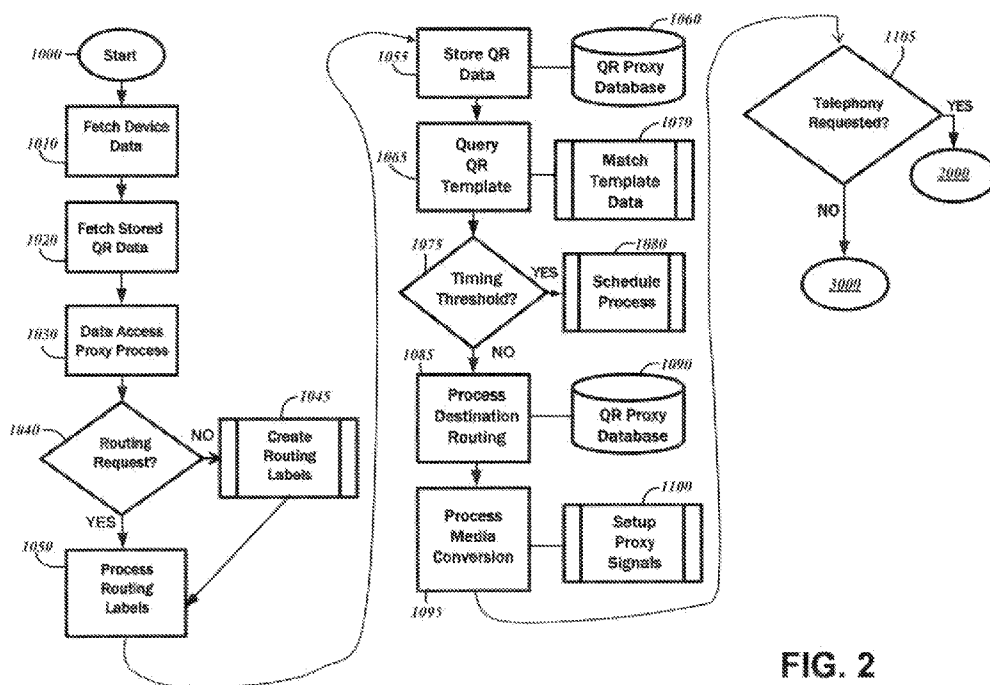 1000
Start
1010
Fetch Device
Data
1020
Fetch Stored
QR Data
1030
Data Access
Proxy Process
1040
Routing
Request?
NO
1045
Create
Routing
Labels
YES
1050
Process
Routing
Labels
1055
Store QR
Data
1060
QR Proxy
Database
1065
Query
QR
Template
1070
Match
Template
Data
1075
Timing
Threshold?
YES
1080
Schedule
Process
NO
1085
Process
Destination
Routing
1090
QR Proxy
Database
1095
Process
Media
Conversion
1100
Setup
Proxy
Signals
1105
Telephony
Requested?
YES
2000
NO
3000
FIG. 2